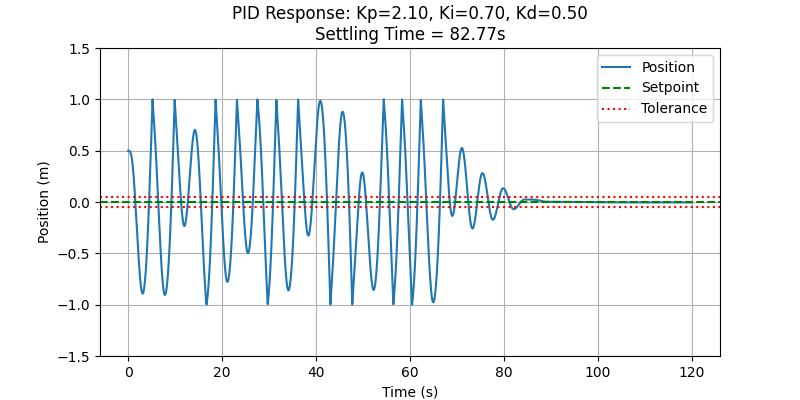 PID Response: Kp=2.10, Ki=0.70, Kd=0.50
Settling Time = 82.77s
Position
Setpoint
Tolerance
Position (m)
1.5
1.0
0.5
0.0
−0.5
−1.0
−1.5
0 20 40 60 80 100 120
Time (s)